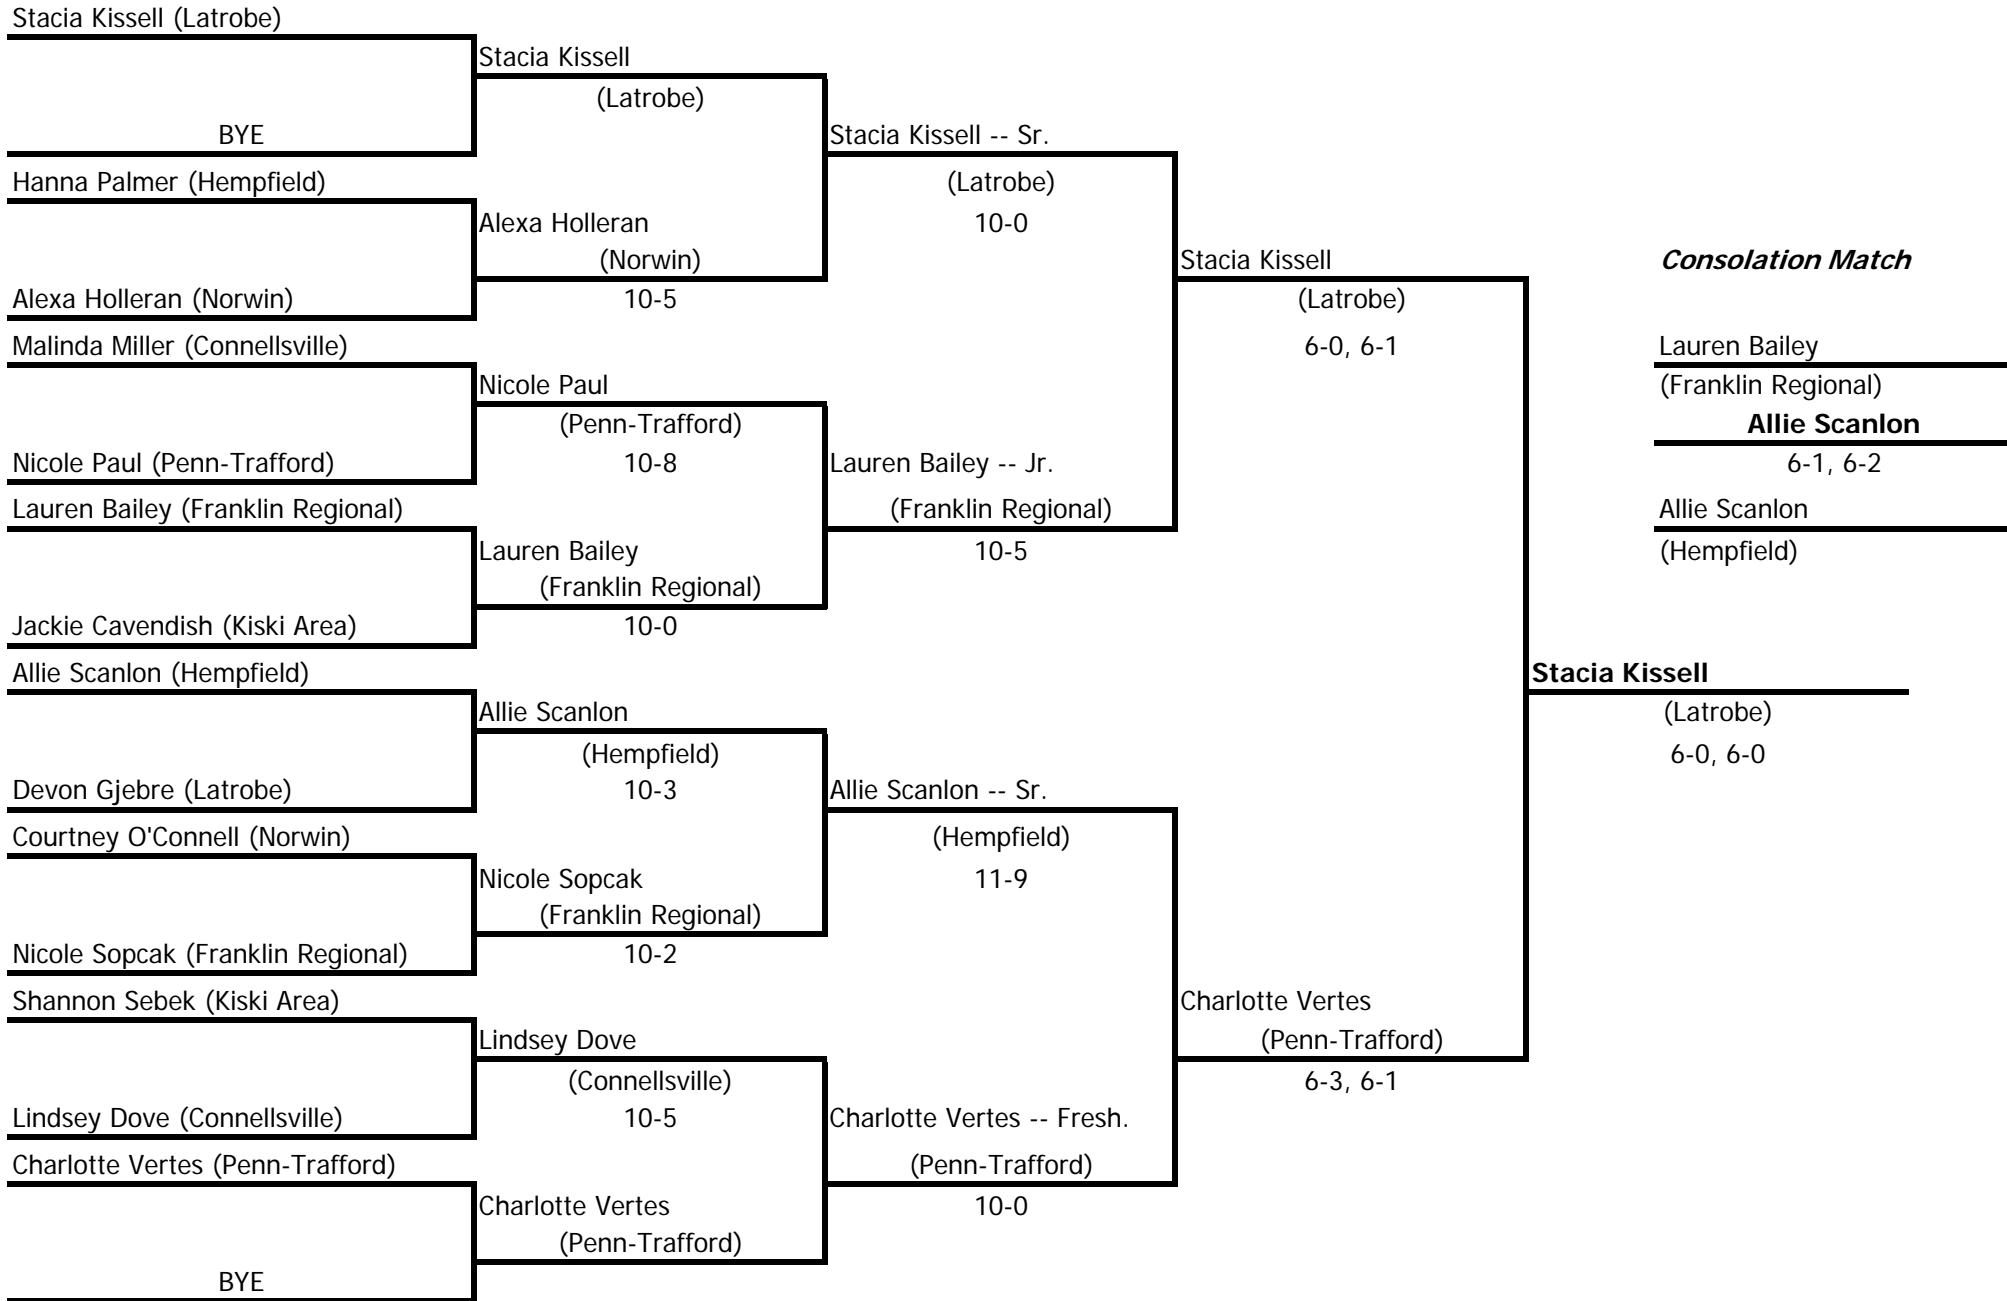 Stacia Kissell (Latrobe)
BYE
Hanna Palmer (Hempfield)
Alexa Holleran (Norwin)
Malinda Miller (Connellsville)
Nicole Paul (Penn-Trafford)
Lauren Bailey (Franklin Regional)
Jackie Cavendish (Kiski Area)
Allie Scanlon (Hempfield)
Devon Gjebre (Latrobe)
Courtney O'Connell (Norwin)
Nicole Sopcak (Franklin Regional)
Shannon Sebek (Kiski Area)
Lindsey Dove (Connellsville)
Charlotte Vertes (Penn-Trafford)
BYE
Stacia Kissell
(Latrobe)
Alexa Holleran
(Norwin)
10-5
Nicole Paul
(Penn-Trafford)
10-8
Lauren Bailey
(Franklin Regional)
10-0
Allie Scanlon
(Hempfield)
10-3
Nicole Sopcak
(Franklin Regional)
10-2
Lindsey Dove
(Connellsville)
10-5
Charlotte Vertes
(Penn-Trafford)
Stacia Kissell -- Sr.
(Latrobe)
10-0
Lauren Bailey -- Jr.
(Franklin Regional)
10-5
Allie Scanlon -- Sr.
(Hempfield)
11-9
Charlotte Vertes -- Fresh.
(Penn-Trafford)
10-0
Stacia Kissell
(Latrobe)
6-0, 6-1
Charlotte Vertes
(Penn-Trafford)
6-3, 6-1
Stacia Kissell
(Latrobe)
6-0, 6-0
Consolation Match
Lauren Bailey
(Franklin Regional)
Allie Scanlon
6-1, 6-2
Allie Scanlon
(Hempfield)